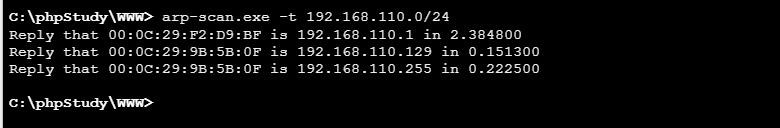 C:\phpStudy\WWW> arp-scan.exe -t 192.168.110.0/24
Reply that 00:0C:29:F2:D9:BF is 192.168.110.1 in 2.384800
Reply that 00:0C:29:9B:5B:0F is 192.168.110.129 in 0.151300
Reply that 00:0C:29:9B:5B:0F is 192.168.110.255 in 0.222500
C:\phpStudy\WWW>